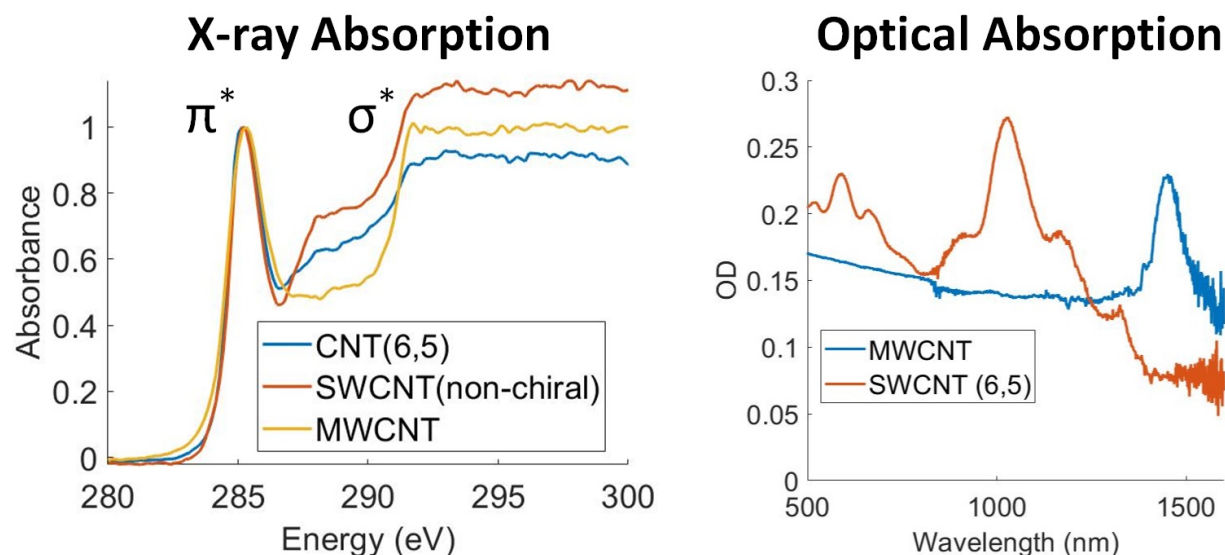 X-ray Absorption
π*
σ*
1
0.8
0.6
0.4
0.2
0
Absorbance
CNT(6,5)
SWCNT(non-chiral)
MWCNT
280
285
290
295
300
Energy (eV)
Optical Absorption
0.3
0.25
0.2
0.15
0.1
0.05
0
OD
MWCNT
SWCNT (6,5)
500
1000
1500
Wavelength (nm)